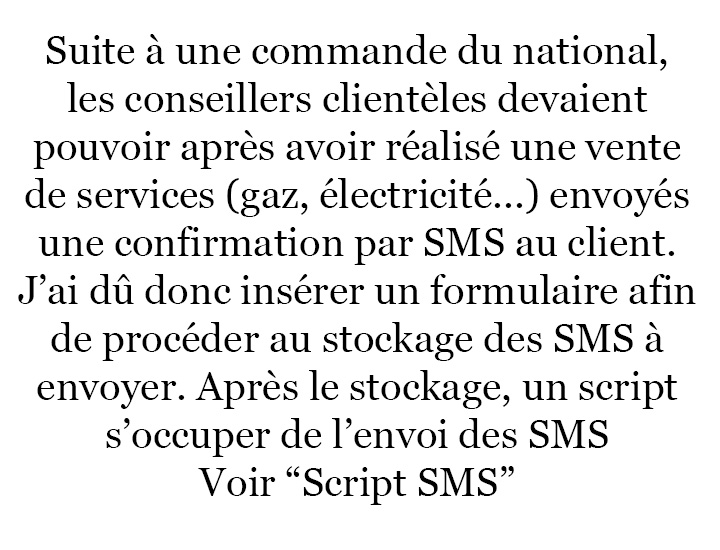 Suite à une commande du national,
les conseillers clientèles devaient
pouvoir après avoir réalisé une vente
de services (gaz, électricité...) envoyés
une confirmation par SMS au client.
J’ai dû donc insérer un formulaire afin
de procéder au stockage des SMS à
envoyer. Après le stockage, un script
s’occuper de l’envoi des SMS
Voir “Script SMS”